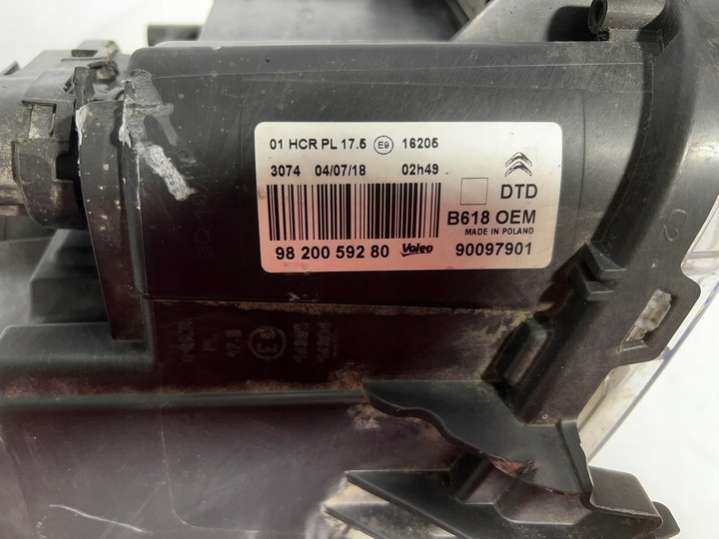 01 HCR PL 17.5 E9 16205
3074 04/07/18 02h49
DTD
B618 OEM
MADE IN POLAND
98 200 592 80 Valeo 90097901